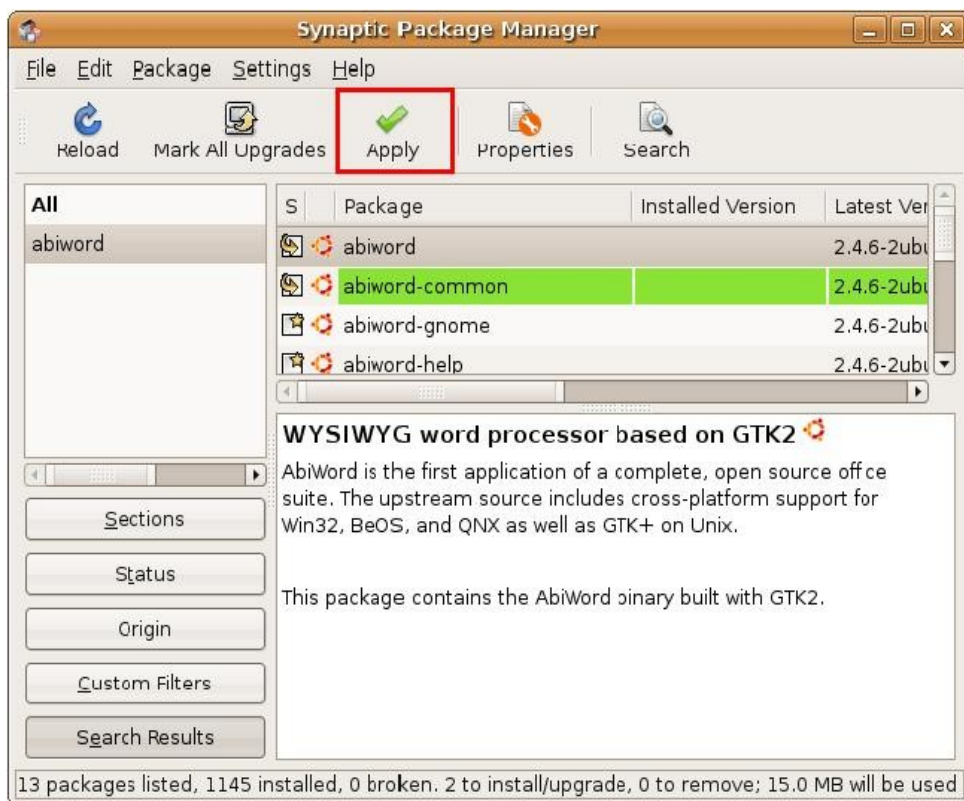 Synaptic Package Manager
File Edit Package Settings Help
Reload Mark All Upgrades Apply Properties Search
All
abiword
S Package Installed Version Latest Ver
abiword 2.4.6-2ubu
abiword-common 2.4.6-2ubu
abiword-gnome 2.4.6-2ubu
abiword-help 2.4.6-2ubu
WYSIWYG word processor based on GTK2
AbiWord is the first application of a complete, open source office
suite. The upstream source includes cross-platform support for
Win32, BeOS, and QNX as well as GTK+ on Unix.
This package contains the AbiWord binary built with GTK2.
Sections
Status
Origin
Custom Filters
Search Results
13 packages listed, 1145 installed, 0 broken. 2 to install/upgrade, 0 to remove; 15.0 MB will be used